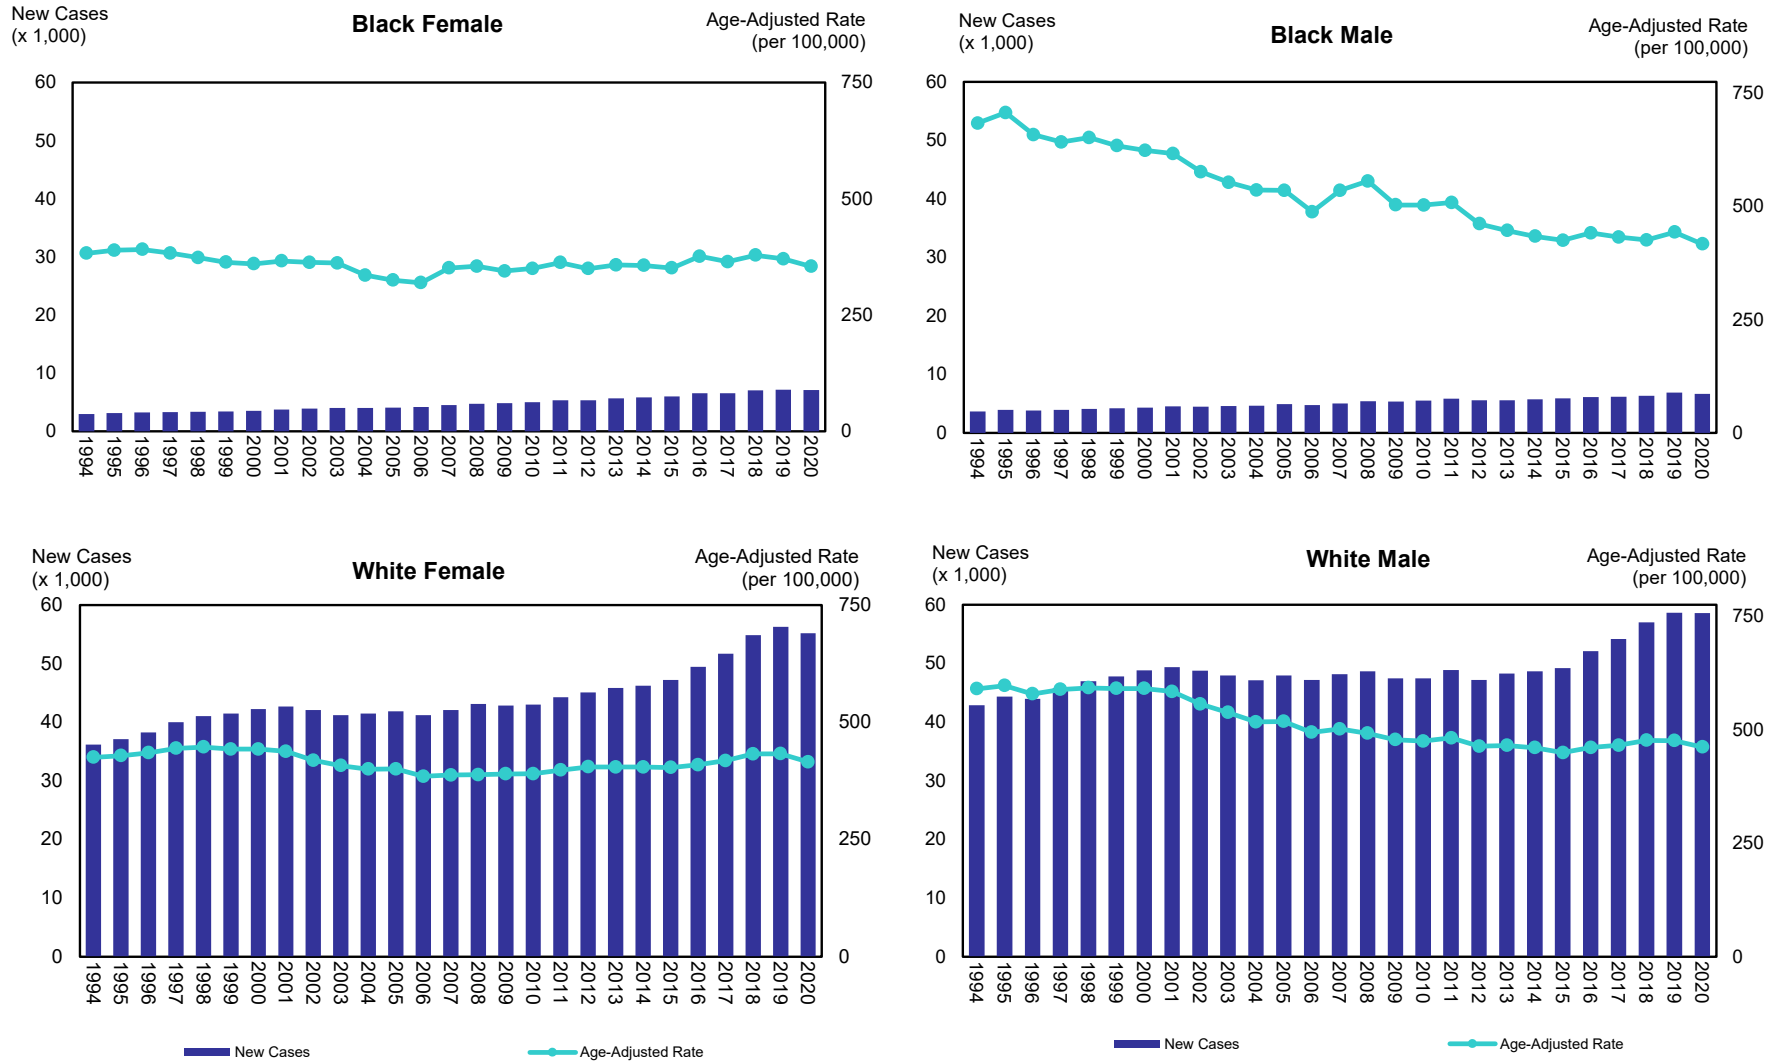 New Cases
(x 1,000)
Black Female
Age-Adjusted Rate
(per 100,000)
60
50
40
30
20
10
0
750
500
250
0
1994 1995 1996 1997 1998 1999 2000 2001 2002 2003 2004 2005 2006 2007 2008 2009 2010 2011 2012 2013 2014 2015 2016 2017 2018 2019 2020
New Cases
(x 1,000)
Black Male
Age-Adjusted Rate
(per 100,000)
60
50
40
30
20
10
0
750
500
250
0
1994 1995 1996 1997 1998 1999 2000 2001 2002 2003 2004 2005 2006 2007 2008 2009 2010 2011 2012 2013 2014 2015 2016 2017 2018 2019 2020
New Cases
(x 1,000)
White Female
Age-Adjusted Rate
(per 100,000)
60
50
40
30
20
10
0
750
500
250
0
1994 1995 1996 1997 1998 1999 2000 2001 2002 2003 2004 2005 2006 2007 2008 2009 2010 2011 2012 2013 2014 2015 2016 2017 2018 2019 2020
New Cases
Age-Adjusted Rate
New Cases
(x 1,000)
White Male
Age-Adjusted Rate
(per 100,000)
60
50
40
30
20
10
0
750
500
250
0
1994 1995 1996 1997 1998 1999 2000 2001 2002 2003 2004 2005 2006 2007 2008 2009 2010 2011 2012 2013 2014 2015 2016 2017 2018 2019 2020
New Cases
Age-Adjusted Rate